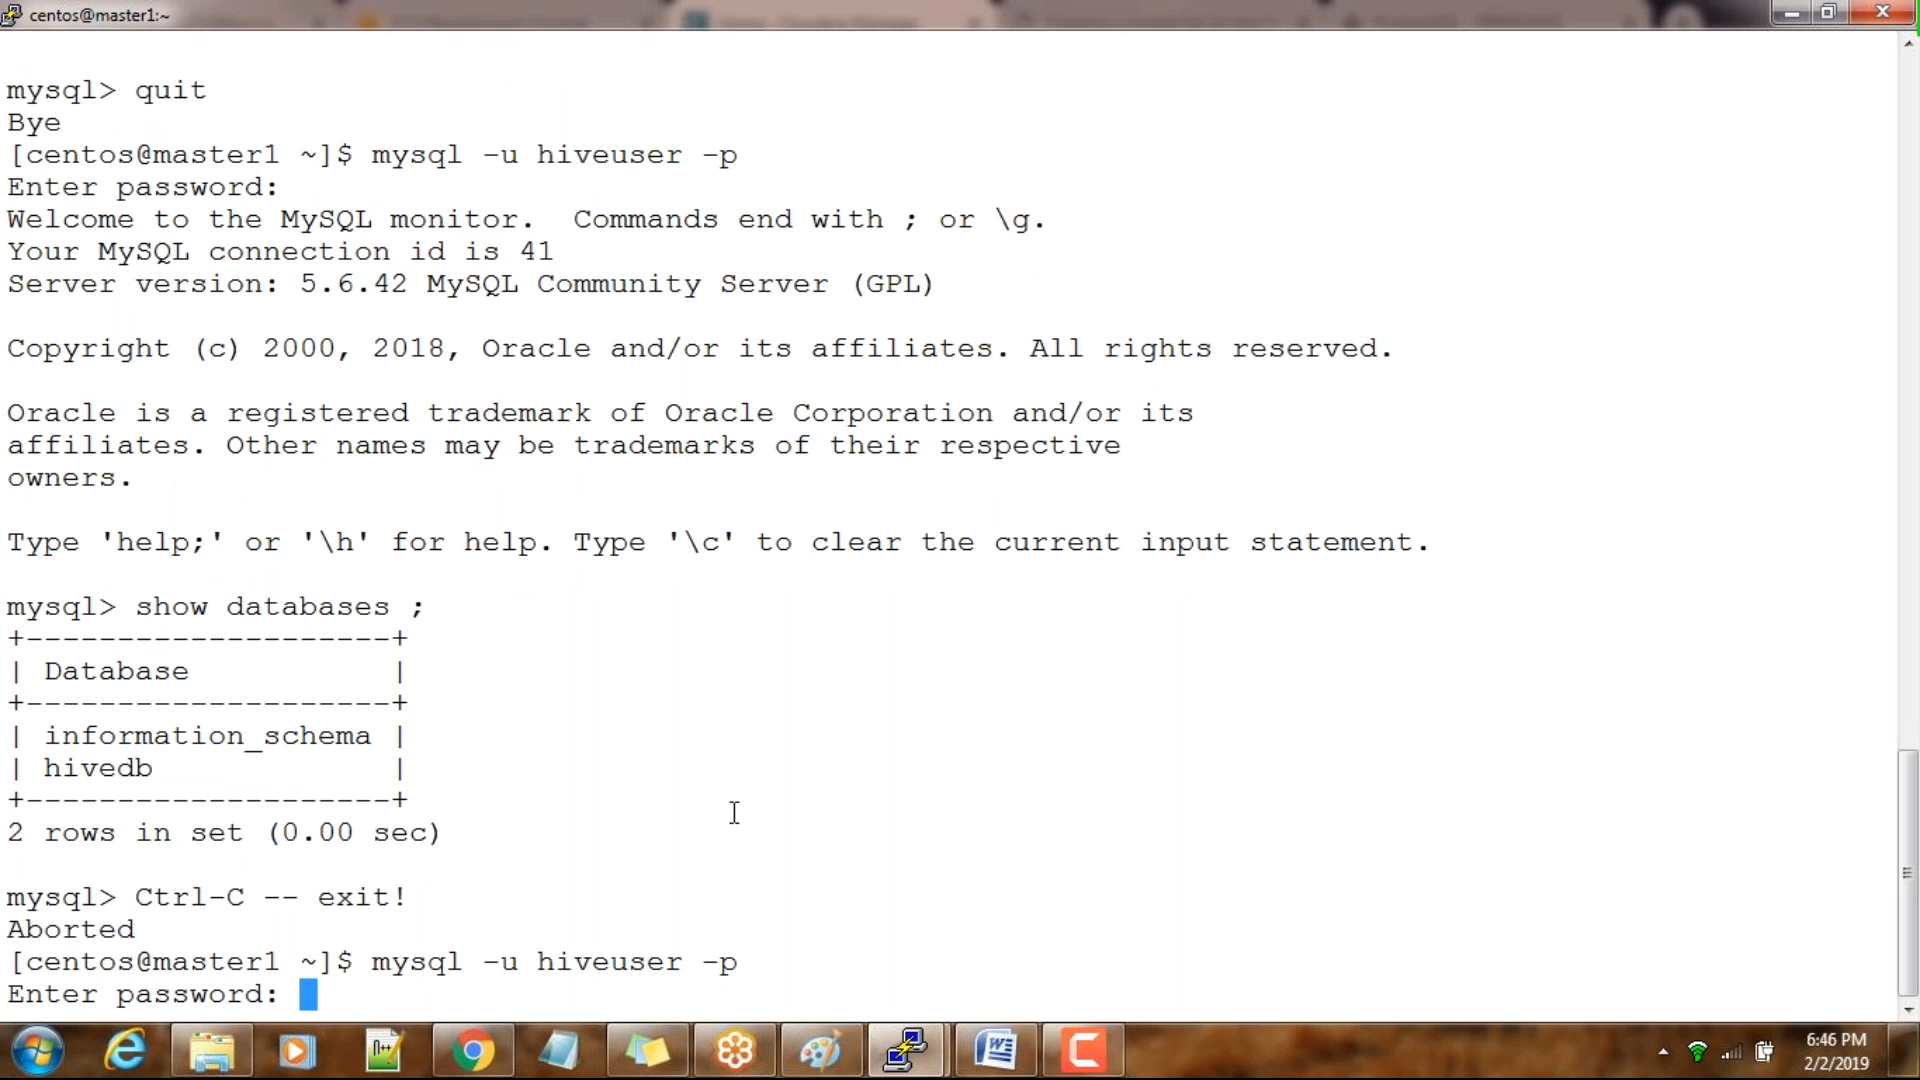 centos@master1:~
mysql> quit
Bye
[centos@master1 ~]$ mysql -u hiveuser -p
Enter password:
Welcome to the MySQL monitor.  Commands end with ; or \g.
Your MySQL connection id is 41
Server version: 5.6.42 MySQL Community Server (GPL)
Copyright (c) 2000, 2018, Oracle and/or its affiliates. All rights reserved.
Oracle is a registered trademark of Oracle Corporation and/or its
affiliates. Other names may be trademarks of their respective
owners.
Type 'help;' or '\h' for help. Type '\c' to clear the current input statement.
mysql> show databases ;
+--------------------+
| Database           |
+--------------------+
| information_schema |
| hivedb             |
+--------------------+
2 rows in set (0.00 sec)
mysql> Ctrl-C -- exit!
Aborted
[centos@master1 ~]$ mysql -u hiveuser -p
Enter password:
6:46 PM
2/2/2019